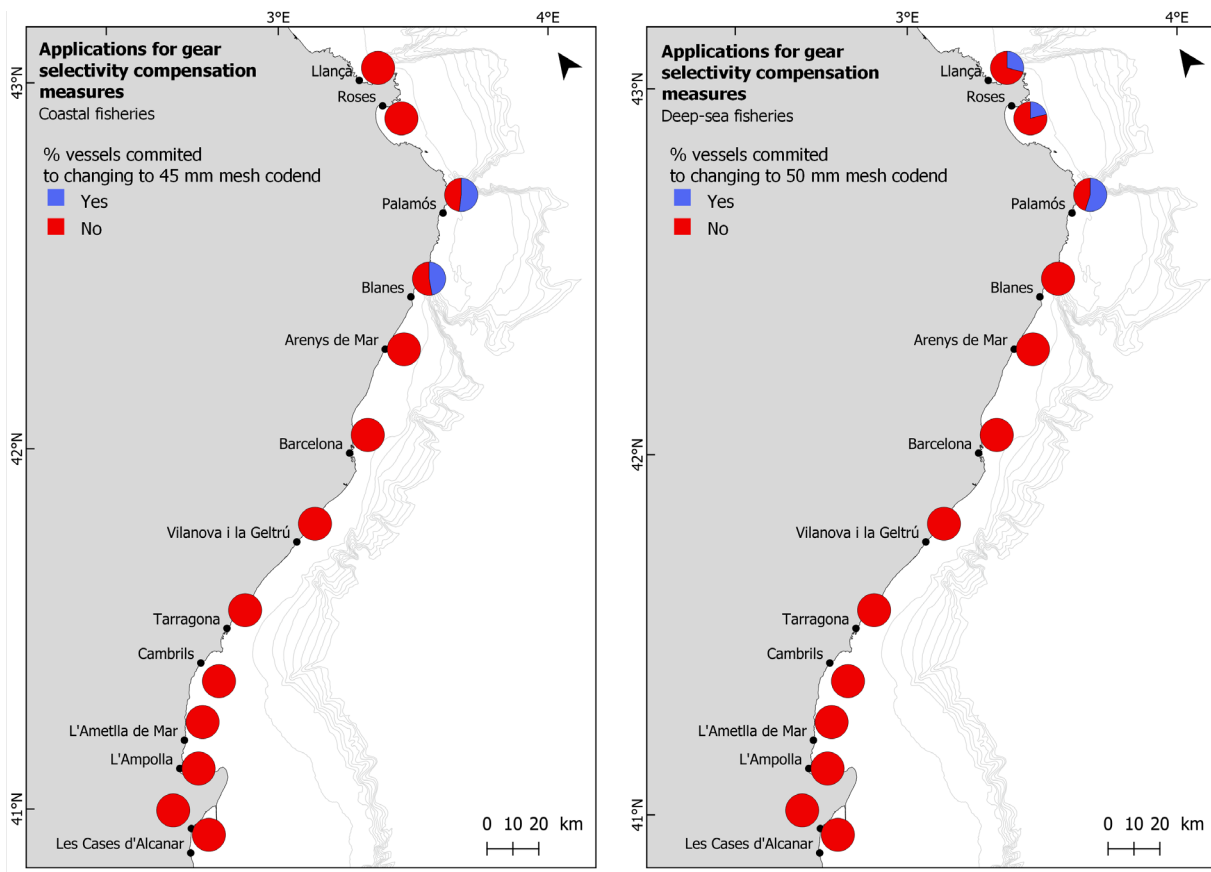 3°E
4°E
Applications for gear
selectivity compensation
measures
Coastal fisheries
% vessels commited
to changing to 45 mm mesh codend
Yes
No
43°N
42°N
41°N
Llançà
Roses
Palamós
Blanes
Arenys de Mar
Barcelona
Vilanova i la Geltrú
Tarragona
Cambrils
L'Ametlla de Mar
L'Ampolla
Les Cases d'Alcanar
0 10 20 km
3°E
4°E
Applications for gear
selectivity compensation
measures
Deep-sea fisheries
% vessels commited
to changing to 50 mm mesh codend
Yes
No
43°N
42°N
41°N
Llançà
Roses
Palamós
Blanes
Arenys de Mar
Barcelona
Vilanova i la Geltrú
Tarragona
Cambrils
L'Ametlla de Mar
L'Ampolla
Les Cases d'Alcanar
0 10 20 km